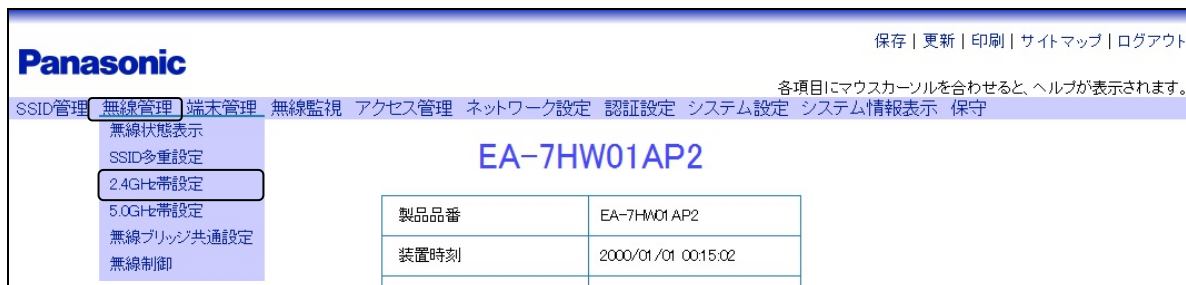 保存 | 更新 | 印刷 | サイトマップ | ログアウト
Panasonic
各項目にマウスカーソルを合わせると、ヘルプが表示されます。
SSID管理 無線管理 端末管理 無線監視 アクセス管理 ネットワーク設定 認証設定 システム設定 システム情報表示 保守
無線状態表示
SSID多重設定
2.4GHz帯設定
5.0GHz帯設定
無線ブリッジ共通設定
無線制御
EA-7HW01AP2
製品品番 EA-7HW01AP2
装置時刻 2000/01/01 00:15:02